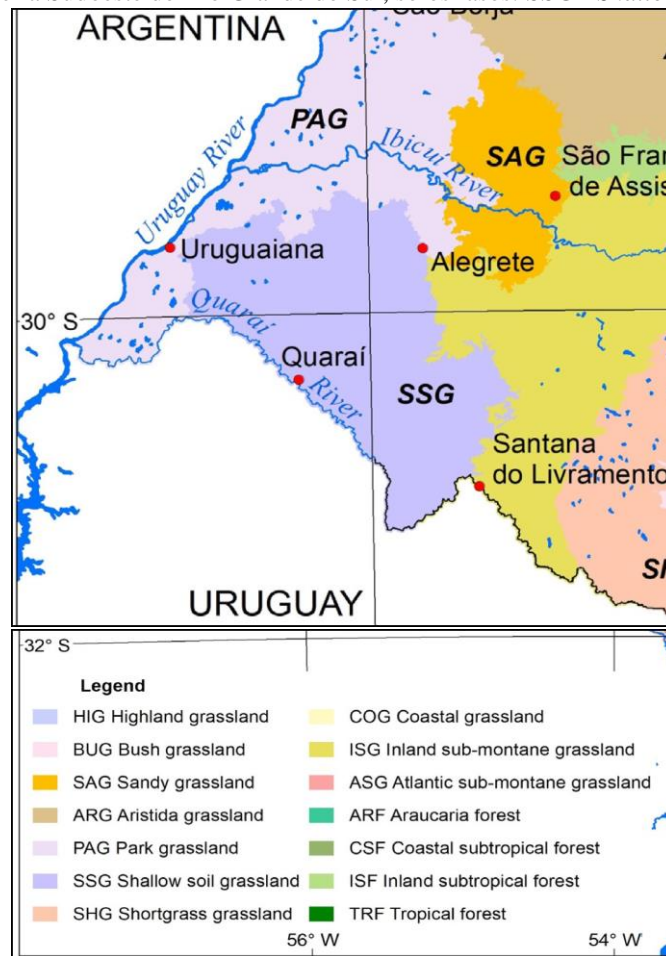 ARGENTINA
PAG
Ibicuí River
SAG
São Fran
de Assis
Uruguay River
Uruguaiana
Alegrete
30° S
Quaraí
River
Quaraí
SSG
Santana
do Livramento
URUGUAY
32° S
Legend
HIG Highland grassland
COG Coastal grassland
BUG Bush grassland
ISG Inland sub-montane grassland
SAG Sandy grassland
ASG Atlantic sub-montane grassland
ARG Aristida grassland
ARF Araucaria forest
PAG Park grassland
CSF Coastal subtropical forest
SSG Shallow soil grassland
ISF Inland subtropical forest
SHG Shortgrass grassland
TRF Tropical forest
56° W
54° W